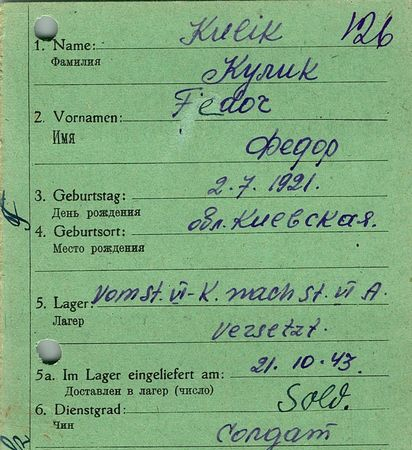 Kulik 126
1. Name:
Фамилия
Кулик
Fedor
2. Vornamen:
Имя
Федор
3. Geburtstag: 2.7.1921.
День рождения
4. Geburtsort: обл. Киевская.
Место рождения
5. Lager: Vom St. VI-K. nach St. VI A.
Лагер
versetzt.
5a. Im Lager eingeliefert am: 21.10.43
Доставлен в лагер (число)
6. Dienstgrad: Sold.
Чин
Солдат